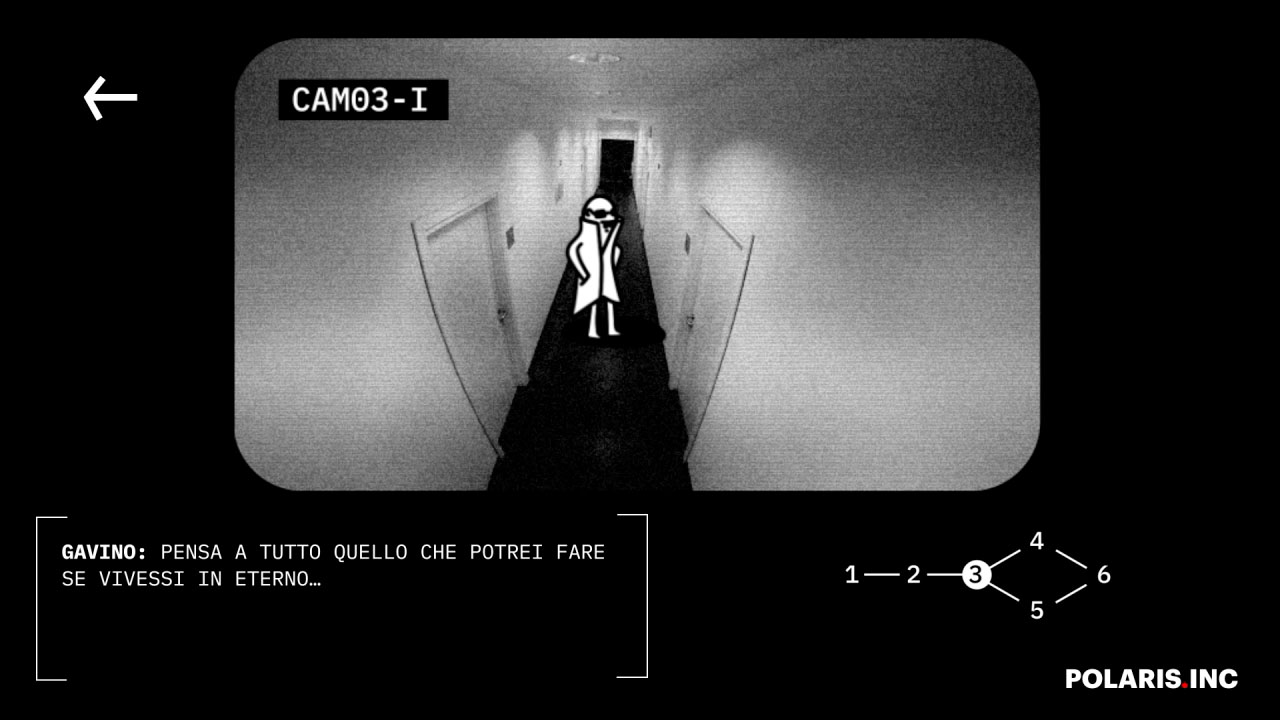 CAM03-I
GAVINO: PENSA A TUTTO QUELLO CHE POTREI FARE
SE VIVESSI IN ETERNO…
4
1 2 3 6
5
POLARIS.INC